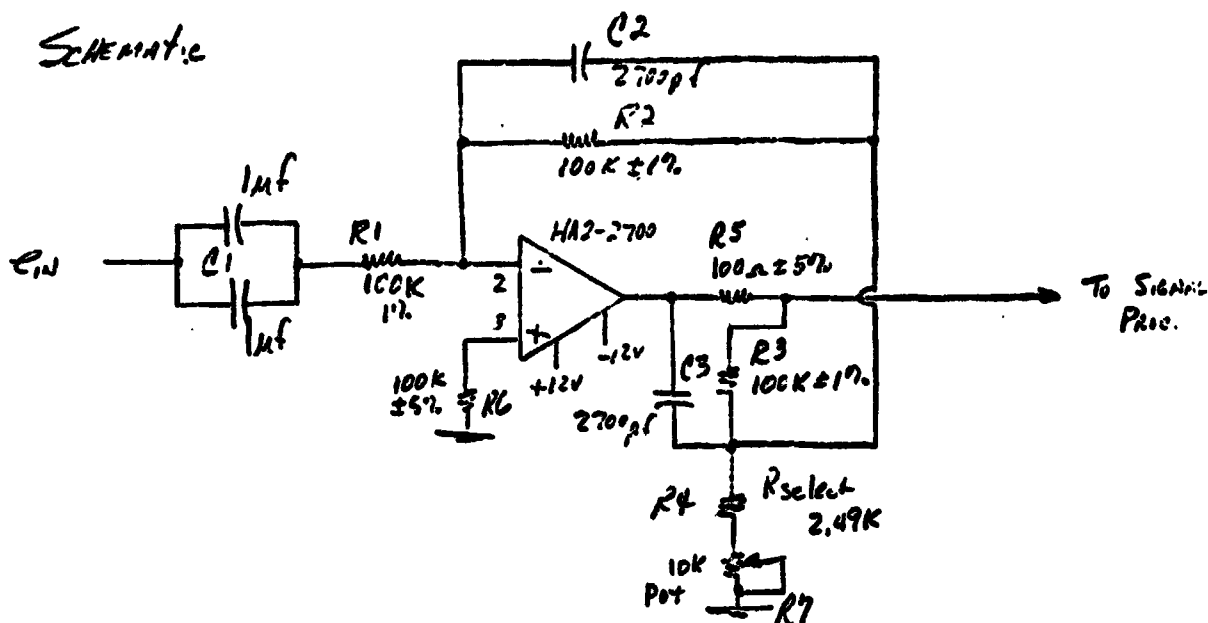 SCHEMATIC
C2
2700pf
R2
100K ±1%
1μf
C1
1μf
eIN
R1
100K
1%
HA2-2700
2
-
3
+
+12V
-12V
R5
100Ω ±5%
TO SIGNAL
PROC.
C3
2700pf
R3
100K ±1%
100K
±5%
R6
R4
Rselect
2.49K
10K
Pot
R7